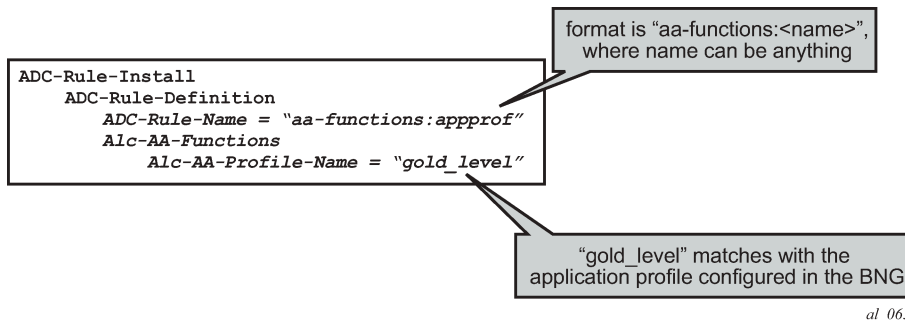 format is “aa-functions:<name>”,
where name can be anything
ADC-Rule-Install
ADC-Rule-Definition
ADC-Rule-Name = “aa-functions:appprof”
Alc-AA-Functions
Alc-AA-Profile-Name = “gold_level”
“gold_level” matches with the
application profile configured in the BNG